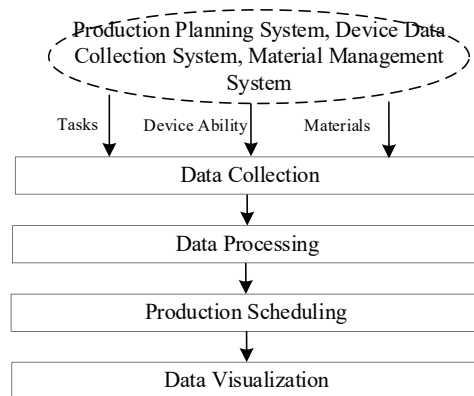 Production Planning System, Device Data
Collection System, Material Management
System
Tasks
Device Ability
Materials
Data Collection
Data Processing
Production Scheduling
Data Visualization